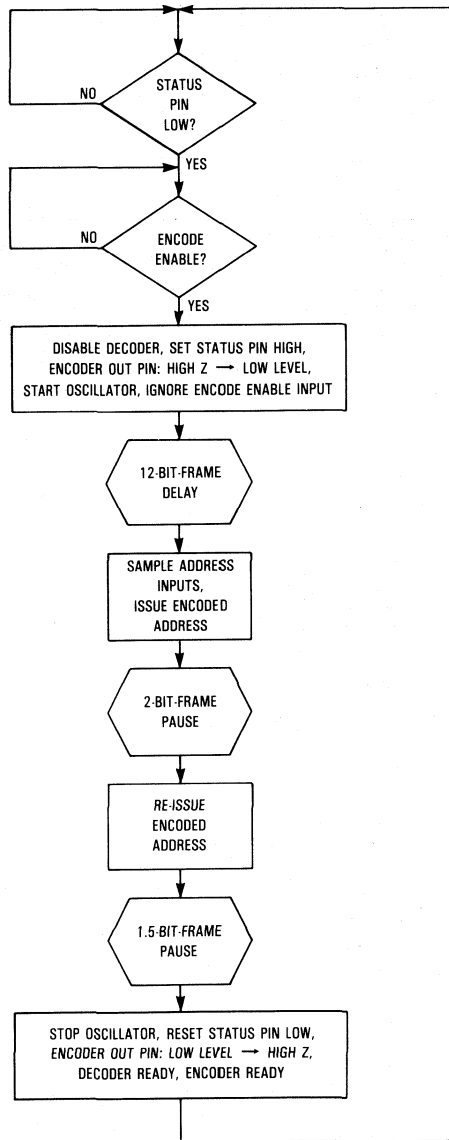 STATUS
PIN
LOW?
NO
YES
ENCODE
ENABLE?
NO
YES
DISABLE DECODER, SET STATUS PIN HIGH,
ENCODER OUT PIN: HIGH Z → LOW LEVEL,
START OSCILLATOR, IGNORE ENCODE ENABLE INPUT
12-BIT-FRAME
DELAY
SAMPLE ADDRESS
INPUTS,
ISSUE ENCODED
ADDRESS
2-BIT-FRAME
PAUSE
RE-ISSUE
ENCODED
ADDRESS
1.5-BIT-FRAME
PAUSE
STOP OSCILLATOR, RESET STATUS PIN LOW,
ENCODER OUT PIN: LOW LEVEL → HIGH Z,
DECODER READY, ENCODER READY